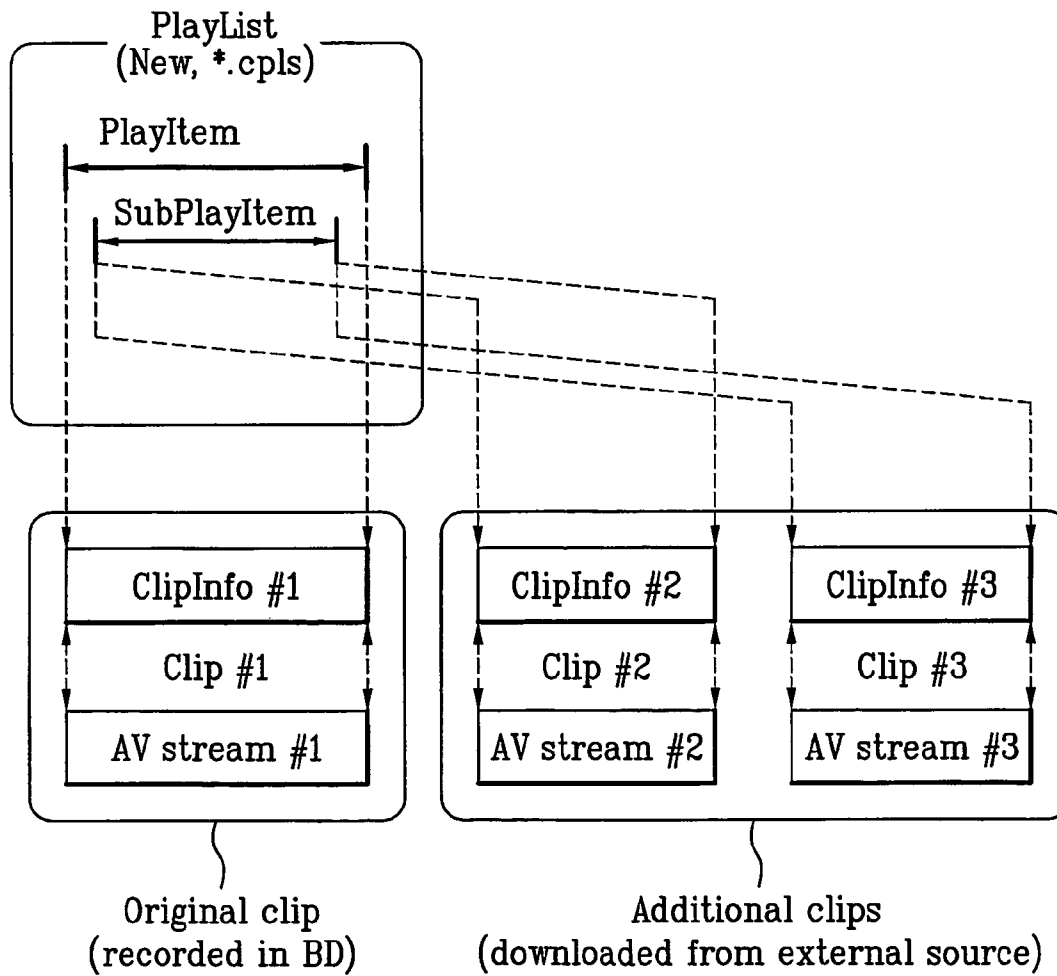 PlayList
(New, *.cpls)
PlayItem
SubPlayItem
ClipInfo #1
Clip #1
AV stream #1
ClipInfo #2
Clip #2
AV stream #2
ClipInfo #3
Clip #3
AV stream #3
Original clip
(recorded in BD)
Additional clips
(downloaded from external source)